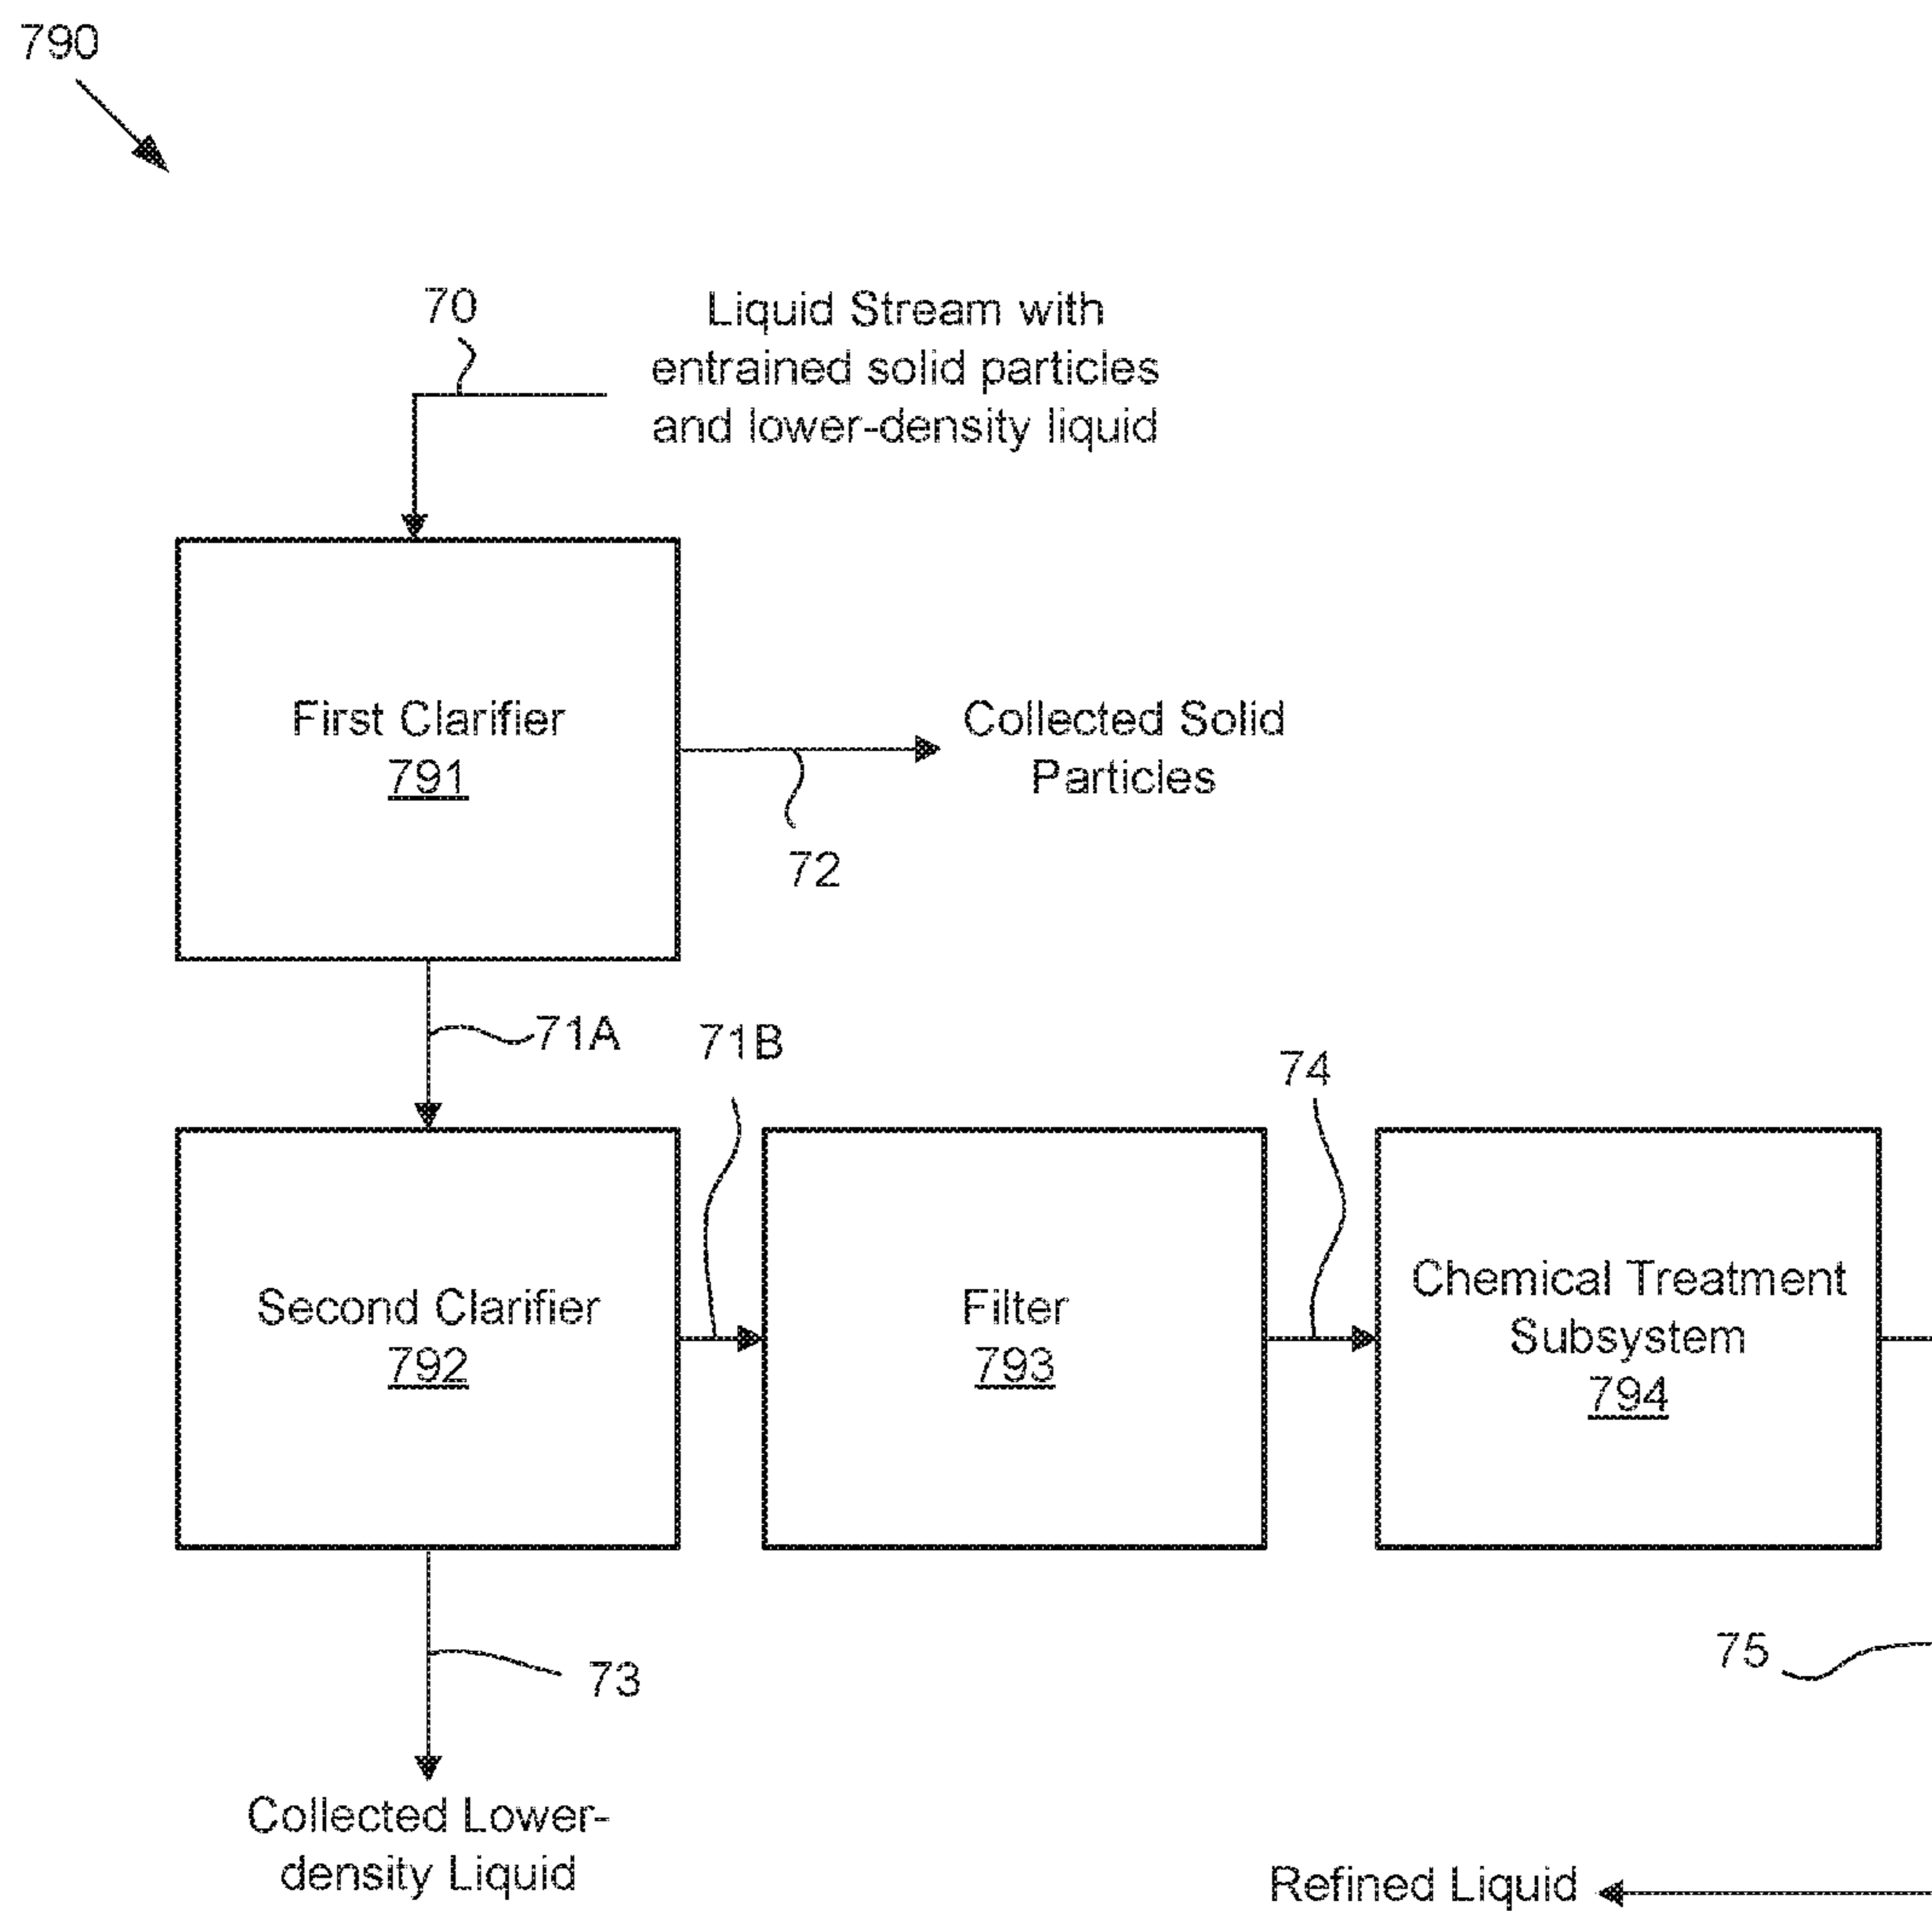 790
70
Liquid Stream with
entrained solid particles
and lower-density liquid
First Clarifier
791
Collected Solid
Particles
72
71A
71B
74
Second Clarifier
792
Filter
793
Chemical Treatment
Subsystem
794
73
75
Collected Lower-
density Liquid
Refined Liquid